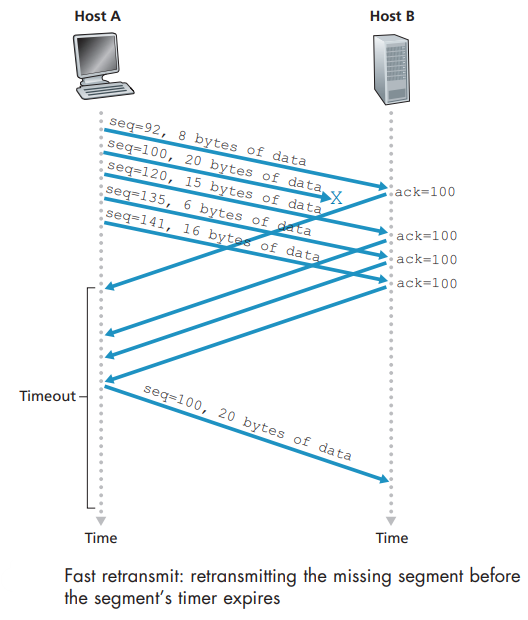 Host A
Host B
seq=92, 8 bytes of data
seq=100, 20 bytes of data
X
seq=120, 15 bytes of data
seq=135, 6 bytes of data
seq=141, 16 bytes of data
ack=100
ack=100
ack=100
ack=100
Timeout
seq=100, 20 bytes of data
Time
Time
Fast retransmit: retransmitting the missing segment before
the segment's timer expires